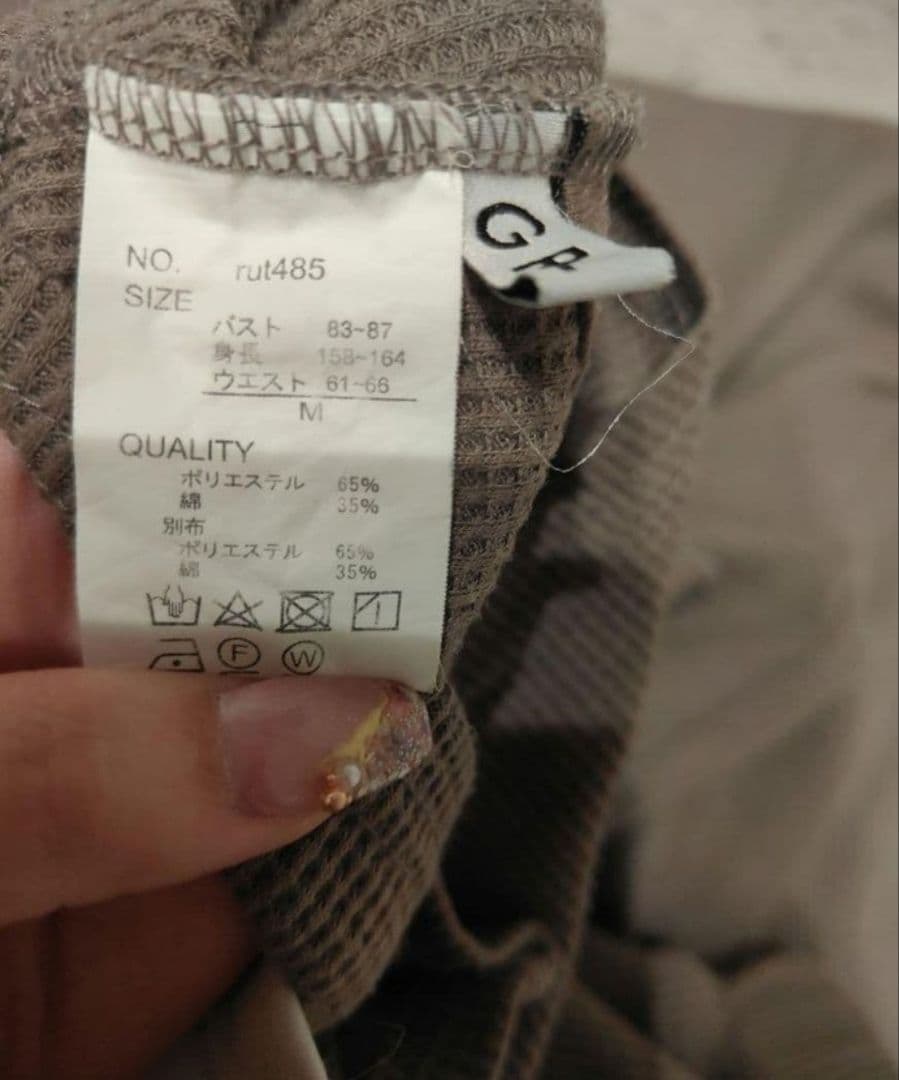 NO. rut485
SIZE
バスト 83~87
身長 158~164
ウエスト 61~66
M
QUALITY
ポリエステル 65%
綿 35%
別布
ポリエステル 65%
綿 35%
F W
G